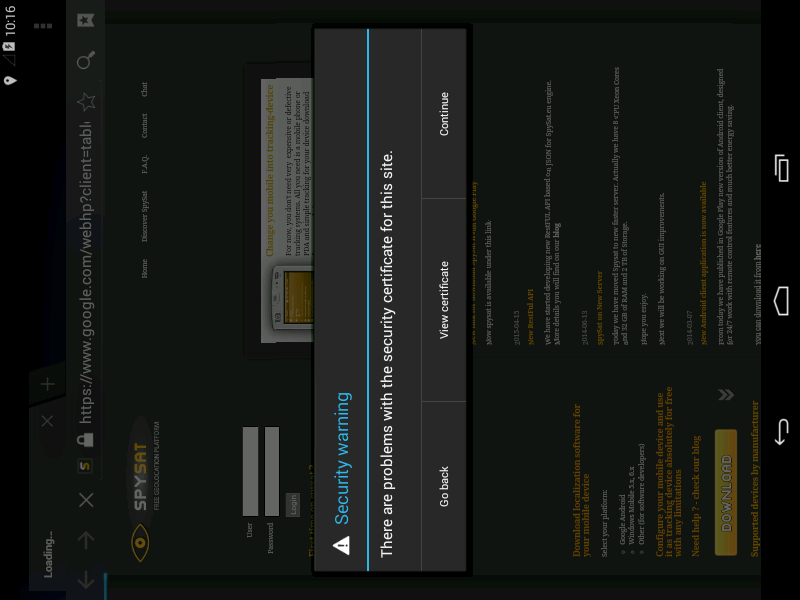 10:16
Loading...
https://www.google.com/webhp?client=tabl
SPYSAT
FREE GEOLOCATION PLATFORM
Home Discover SpySat F.A.Q. Contact Chat
User
Password
Login
Change you mobile into tracking-device
For now, you don't need very expensive or defective
tracking systems. All you need is a mobile phone or
PDA and simple tracking for your device download
Security warning
There are problems with the security certificate for this site.
Go back
View certificate
Continue
Now spysat is available under this link
2015-04-15
New RestFul API
We have started developing new RestFUL API based on JSON for SpySat.eu engine.
More details you will find on our blog
2014-06-13
SpySat on New Server
Today we have moved Spysat to new faster server. Actually we have 8 vCPU Xeon Cores
and 32 GB of RAM and 2 TB of Storage.
Hope you enjoy.
Next we will be working on GUI improvements.
2014-03-07
New Android client application is now available
From today we have published in Google Play new version of Android client, designed
for 24/7 work with remote control features and much better energy saving.
you can download it from here
Download localization software for
your mobile device
Select your platform:
Google Android
Windows Mobile 5.x, 6.x
Other (for software developers)
Configure your mobile device and use
it as tracking device absolutely for free
with any limitations
Need help ? - check our blog
DOWNLOAD
Supported devices by manufacturer